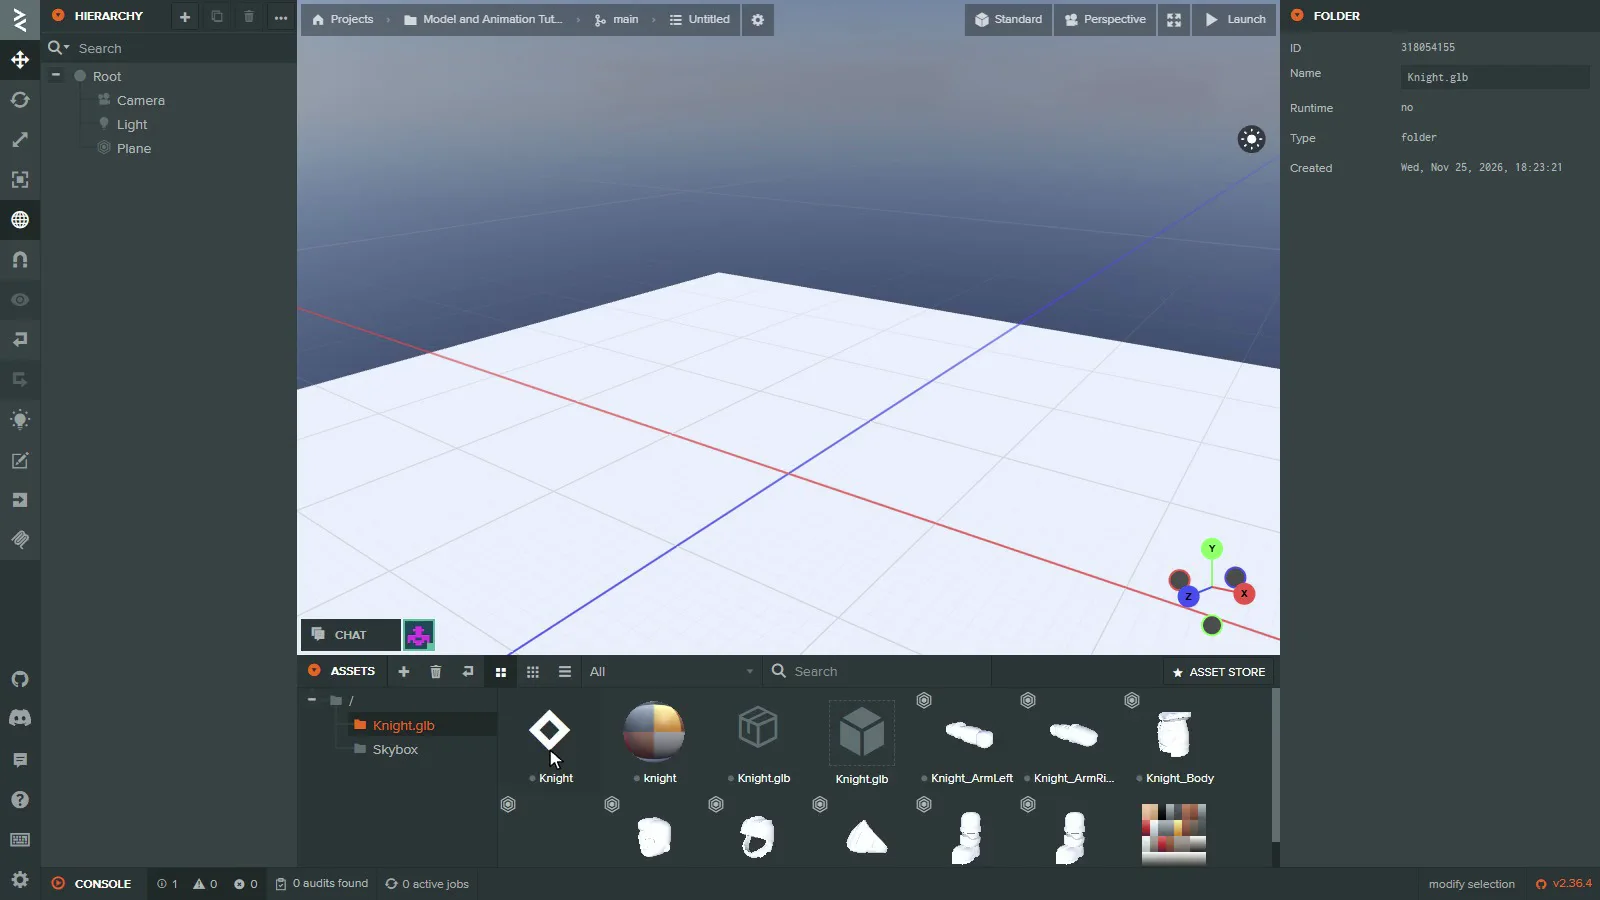 HIERARCHY
Search
Root
Camera
Light
Plane
Projects
Model and Animation Tut...
main
Untitled
Standard
Perspective
Launch
FOLDER
ID 318054155
Name Knight.glb
Runtime no
Type folder
Created Wed, Nov 25, 2026, 18:23:21
Y
Z
X
CHAT
ASSETS
All
Search
ASSET STORE
/
Knight.glb
Skybox
Knight
knight
Knight.glb
Knight.glb
Knight_ArmLeft
Knight_ArmRi...
Knight_Body
CONSOLE
1
0
0
0 audits found
0 active jobs
modify selection
v2.36.4